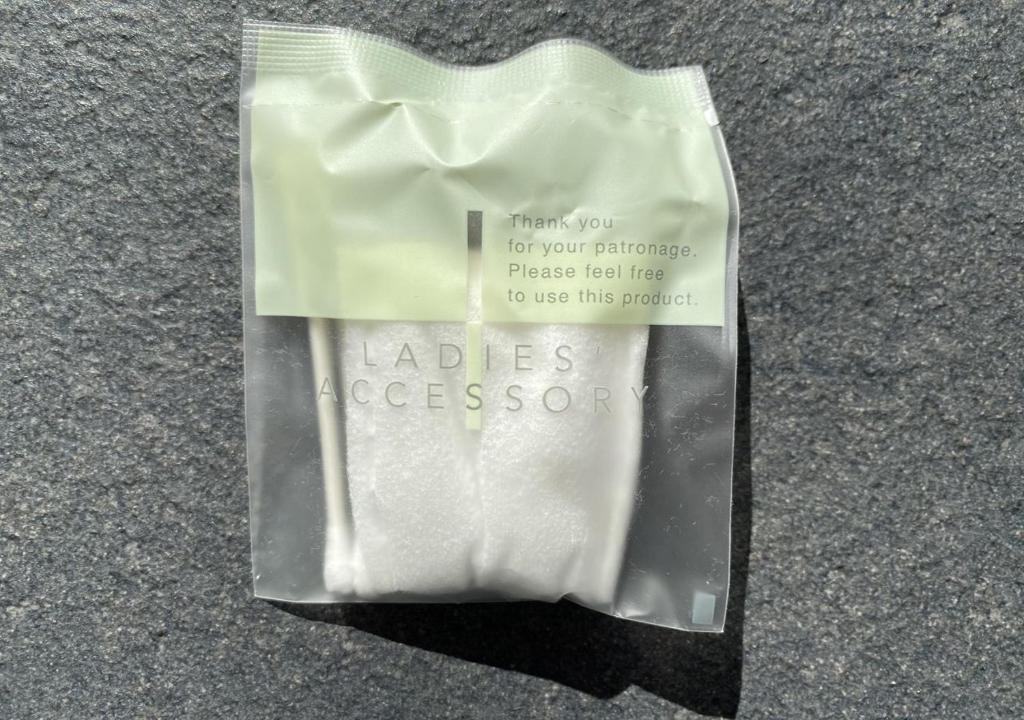 Thank you
for your patronage.
Please feel free
to use this product.
LADIES'
ACCESSORY